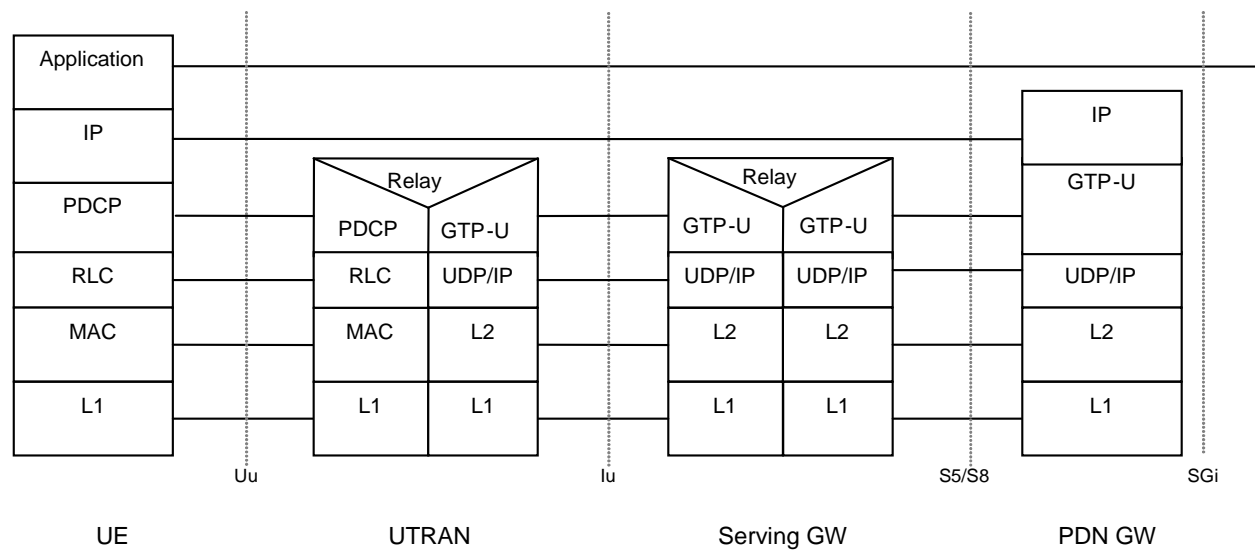 Application
IP
IP
Relay
Relay
GTP-U
PDCP
PDCP
GTP-U
GTP-U
GTP-U
RLC
RLC
UDP/IP
UDP/IP
UDP/IP
UDP/IP
MAC
MAC
L2
L2
L2
L2
L1
L1
L1
L1
L1
L1
Uu
Iu
S5/S8
SGi
UE
UTRAN
Serving GW
PDN GW